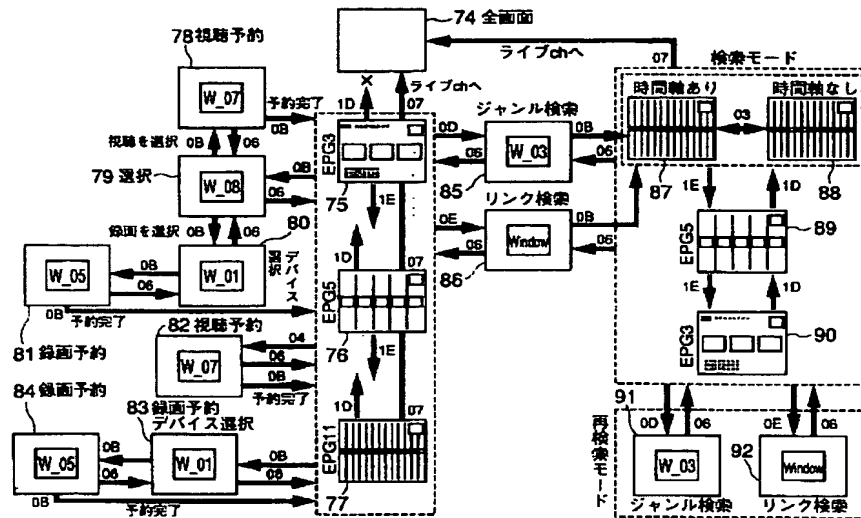 74 全画面
78 視聴予約
W_07
予約完了
0B
ライブchへ
07
検索モード
時間軸あり
時間軸なし
03
87
88
×
ライブchへ
1D
07
視聴を選択
0B
06
79 選択
W_08
0B
06
録画を選択
0B
06
80
W_01
デバイス
選択
W_05
0B
06
0B
予約完了
81 録画予約
EPG3
75
1E
1D
07
EPG5
76
1E
1D
07
EPG11
77
ジャンル検索
0D
06
W_03
85
0B
06
リンク検索
0E
06
Window
86
0B
06
1E
1D
EPG5
89
1E
1D
EPG3
90
82 視聴予約
W_07
04
06
0B
予約完了
84 録画予約
83 録画予約
デバイス選択
W_05
0B
06
W_01
0B
06
0B
予約完了
再検索モード
91
0D
06
W_03
ジャンル検索
92
0E
06
Window
リンク検索